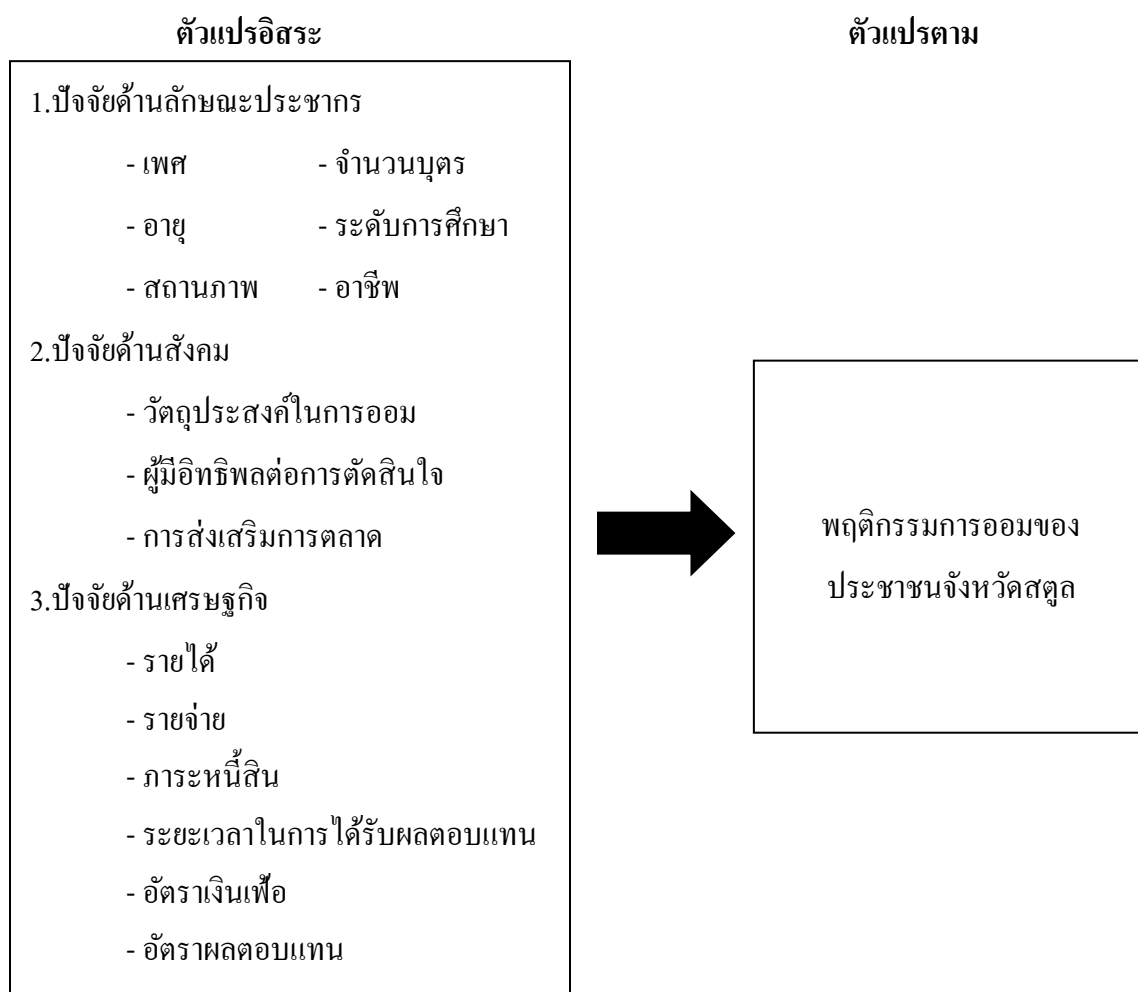 ตัวแปรอิสระ ตัวแปรตาม
1.ปัจจัยด้านลักษณะประชากร
- เพศ - จำนวนบุตร
- อายุ - ระดับการศึกษา
- สถานภาพ - อาชีพ
2.ปัจจัยด้านสังคม
- วัตถุประสงค์ในการออม
- ผู้มีอิทธิพลต่อการตัดสินใจ
- การส่งเสริมการตลาด
3.ปัจจัยด้านเศรษฐกิจ
- รายได้
- รายจ่าย
- ภาระหนี้สิน
- ระยะเวลาในการได้รับผลตอบแทน
- อัตราเงินเฟ้อ
- อัตราผลตอบแทน
พฤติกรรมการออมของ
ประชาชนจังหวัดสตูล